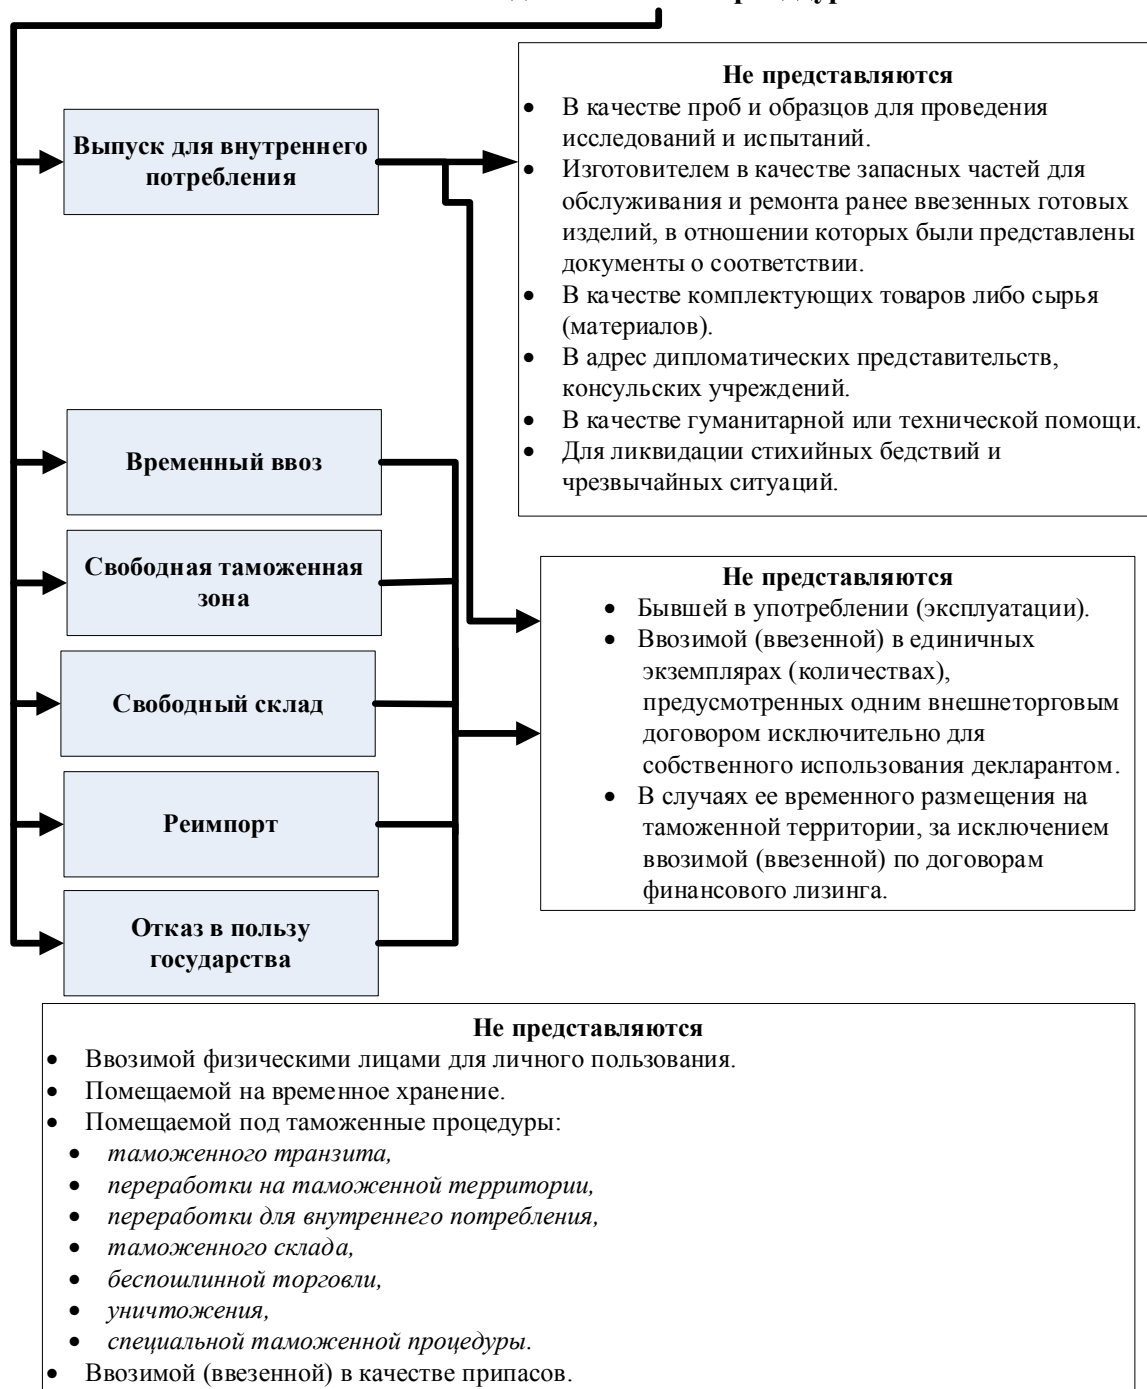 Выпуск для внутреннего
потребления
Не представляются
• В качестве проб и образцов для проведения
исследований и испытаний.
• Изготовителем в качестве запасных частей для
обслуживания и ремонта ранее ввезенных готовых
изделий, в отношении которых были представлены
документы о соответствии.
• В качестве комплектующих товаров либо сырья
(материалов).
• В адрес дипломатических представительств,
консульских учреждений.
• В качестве гуманитарной или технической помощи.
• Для ликвидации стихийных бедствий и
чрезвычайных ситуаций.
Временный ввоз
Свободная таможенная
зона
Свободный склад
Реимпорт
Отказ в пользу
государства
Не представляются
• Бывшей в употреблении (эксплуатации).
• Ввозимой (ввезенной) в единичных
экземплярах (количествах),
предусмотренных одним внешнеторговым
договором исключительно для
собственного использования декларантом.
• В случаях ее временного размещения на
таможенной территории, за исключением
ввозимой (ввезенной) по договорам
финансового лизинга.
Не представляются
• Ввозимой физическими лицами для личного пользования.
• Помещаемой на временное хранение.
• Помещаемой под таможенные процедуры:
• таможенного транзита,
• переработки на таможенной территории,
• переработки для внутреннего потребления,
• таможенного склада,
• беспошлинной торговли,
• уничтожения,
• специальной таможенной процедуры.
• Ввозимой (ввезенной) в качестве припасов.